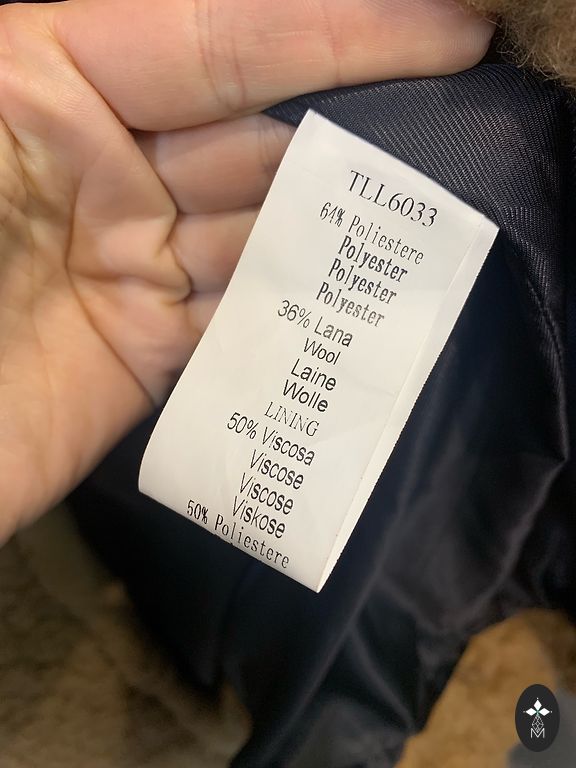 TLL6033
64% Poliestere
Polyester
Polyester
Polyester
36% Lana
Wool
Laine
Wolle
LINING
50% Viscosa
Viscose
Viscose
Viskose
50% Poliestere
M